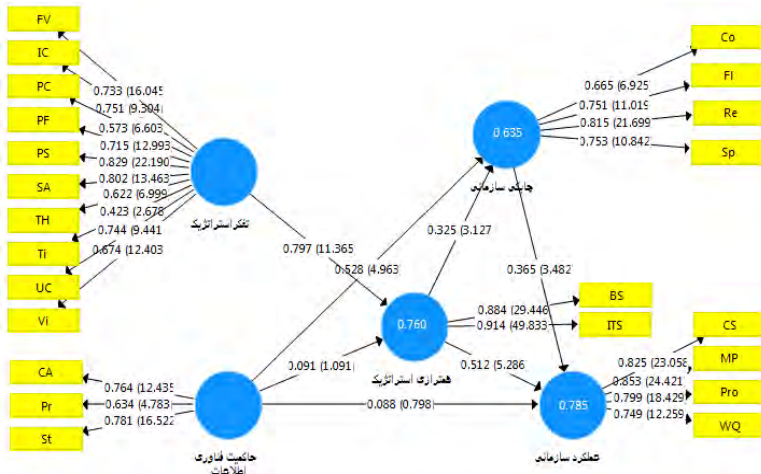 FV
IC
PC
PF
PS
SA
TH
Ti
UC
Vi
0.733 (16.045
0.751 (9.304)
0.573 (6.603
0.715 (12.993
0.829 (22.190
0.802 (13.463
0.622 (6.999
0.423 (2.678
0.744 (9.441
0.674 (12.403
تفکر استراتژیک
CA
Pr
St
0.764 (12.435
0.634 (4.783)
0.781 (16.522
حاکمیت فناوری
اطلاعات
0.797 (11.365
0.528 (4.963
0.091 (1.091)
0.088 (0.798)
0.760
همترازی استراتژیک
0.884 (29.446
0.914 (49.833
BS
ITS
0.325 (3.127
0.635
چابکی سازمانی
0.665 (6.925
0.751 (11.019
0.815 (21.699
0.753 (10.842
Co
FI
Re
Sp
0.365 (3.482
0.512 (5.286
0.785
عملکرد سازمانی
0.825 (23.058
0.853 (24.421
0.799 (18.429
0.749 (12.259
CS
MP
Pro
WQ